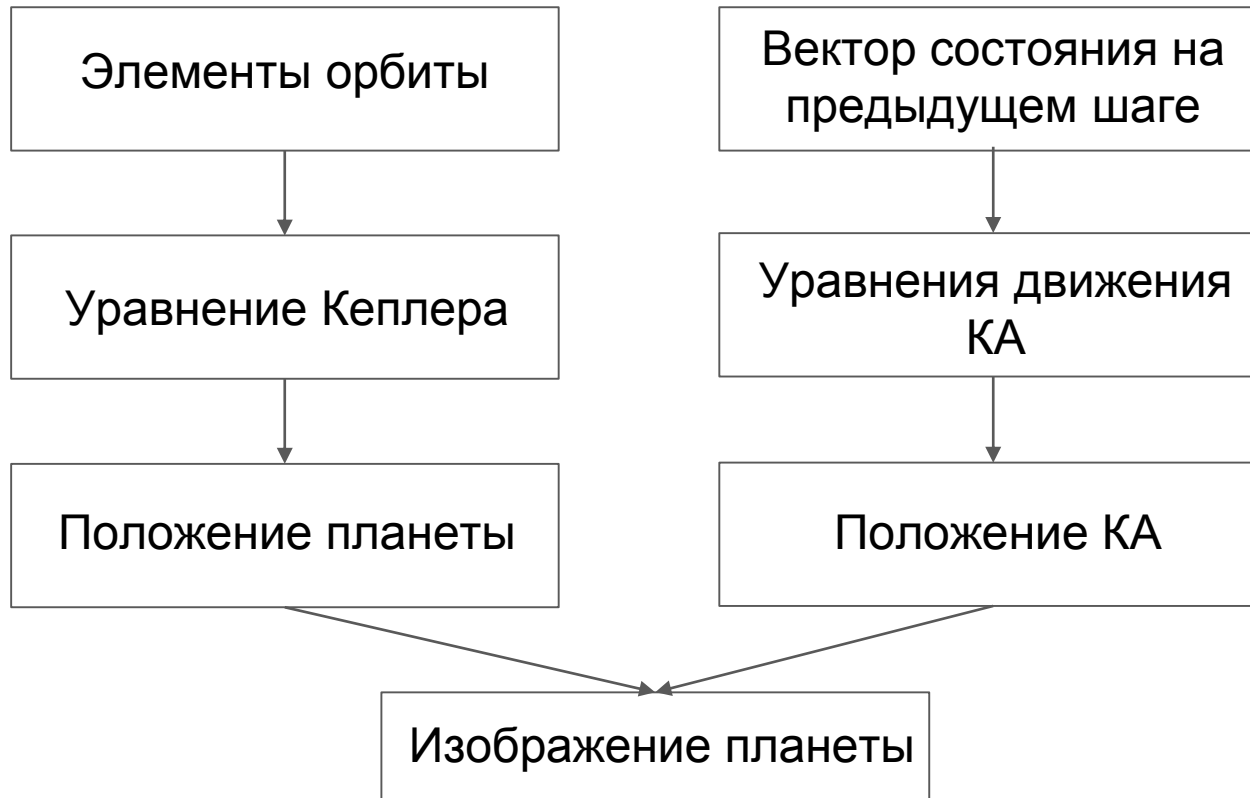 Элементы орбиты
Вектор состояния на
предыдущем шаге
Уравнение Кеплера
Уравнения движения
КА
Положение планеты
Положение КА
Изображение планеты